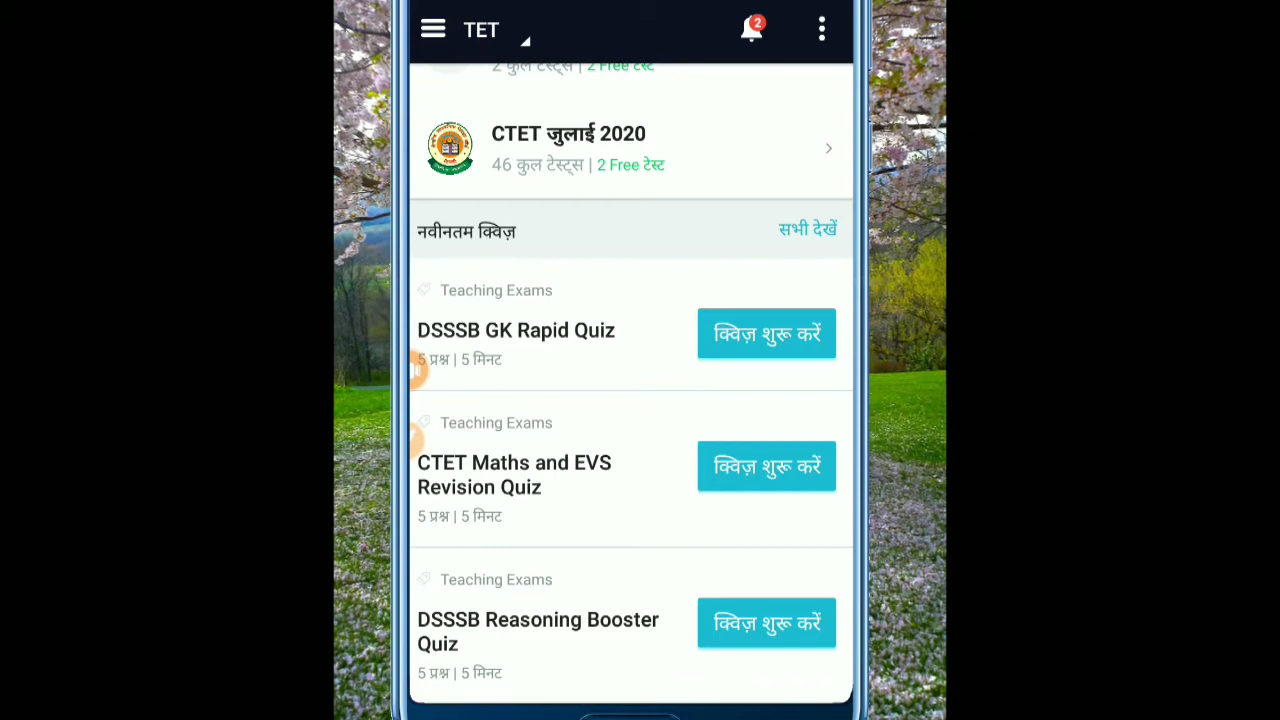 TET
2
2 कुल टेस्ट्स | 2 Free टेस्ट
CTET जुलाई 2020
46 कुल टेस्ट्स | 2 Free टेस्ट
नवीनतम क्विज़
सभी देखें
Teaching Exams
DSSSB GK Rapid Quiz
5 प्रश्न | 5 मिनट
क्विज़ शुरू करें
Teaching Exams
CTET Maths and EVS
Revision Quiz
5 प्रश्न | 5 मिनट
क्विज़ शुरू करें
Teaching Exams
DSSSB Reasoning Booster
Quiz
5 प्रश्न | 5 मिनट
क्विज़ शुरू करें